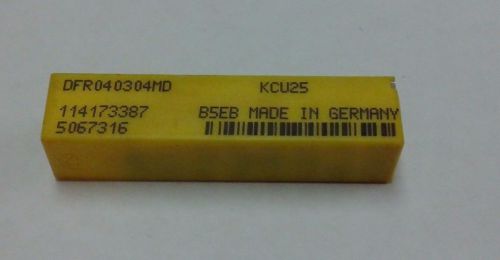 DFR040304MD KCU25
114173387 B5EB MADE IN GERMANY
5067316